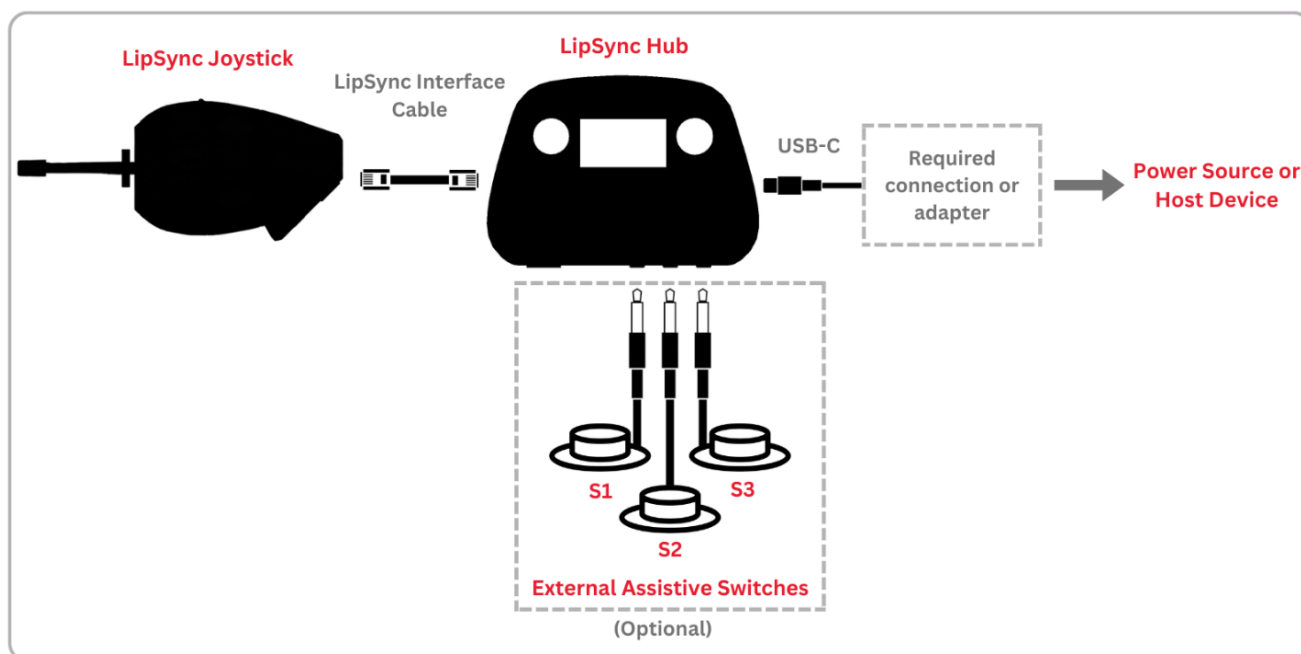 LipSync Joystick
LipSync Interface
Cable
LipSync Hub
USB-C
Required
connection or
adapter
Power Source or
Host Device
S1
S2
S3
External Assistive Switches
(Optional)